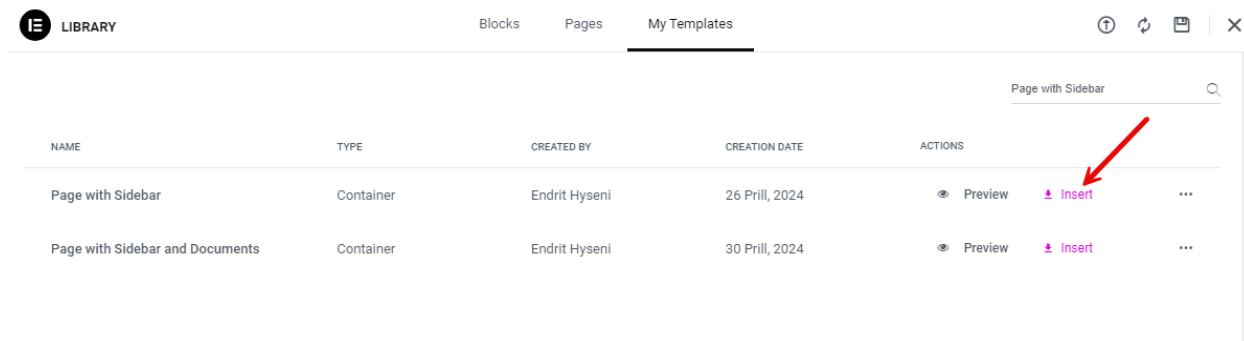 LIBRARY Blocks Pages My Templates
Page with Sidebar
NAME TYPE CREATED BY CREATION DATE ACTIONS
Page with Sidebar Container Endrit Hyseni 26 Prill, 2024 Preview Insert
Page with Sidebar and Documents Container Endrit Hyseni 30 Prill, 2024 Preview Insert